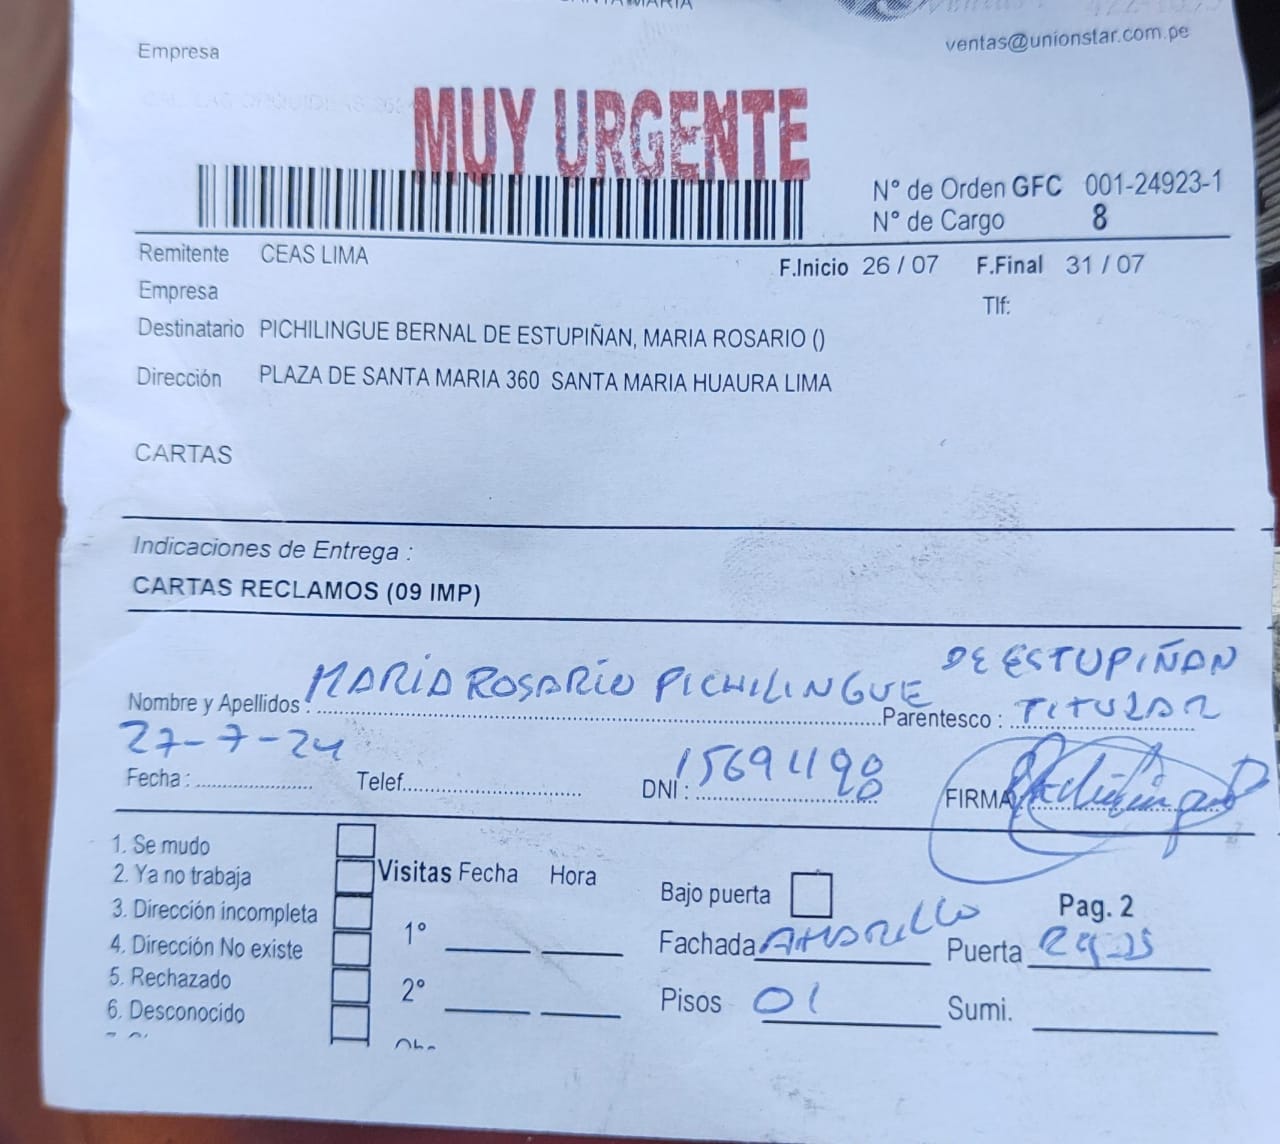 SANTA MARIA
ventas@unionstar.com.pe
Empresa
MUY URGENTE
N° de Orden GFC 001-24923-1
N° de Cargo 8
Remitente CEAS LIMA
F.Inicio 26 / 07 F.Final 31 / 07
Empresa
Tlf:
Destinatario PICHILINGUE BERNAL DE ESTUPIÑAN, MARIA ROSARIO ()
Dirección PLAZA DE SANTA MARIA 360 SANTA MARIA HUAURA LIMA
CARTAS
Indicaciones de Entrega :
CARTAS RECLAMOS (09 IMP)
DE ESTUPIÑAN
Nombre y Apellidos : MARIA ROSARIO PICHILINGUE Parentesco : TITULAR
Fecha : 27-7-24 Telef. DNI : 15691190 FIRMA
1. Se mudo
2. Ya no trabaja
3. Dirección incompleta
4. Dirección No existe
5. Rechazado
6. Desconocido
Visitas Fecha Hora
1°
2°
Bajo puerta Pag. 2
Fachada AMARILLO Puerta
Pisos 01 Sumi.